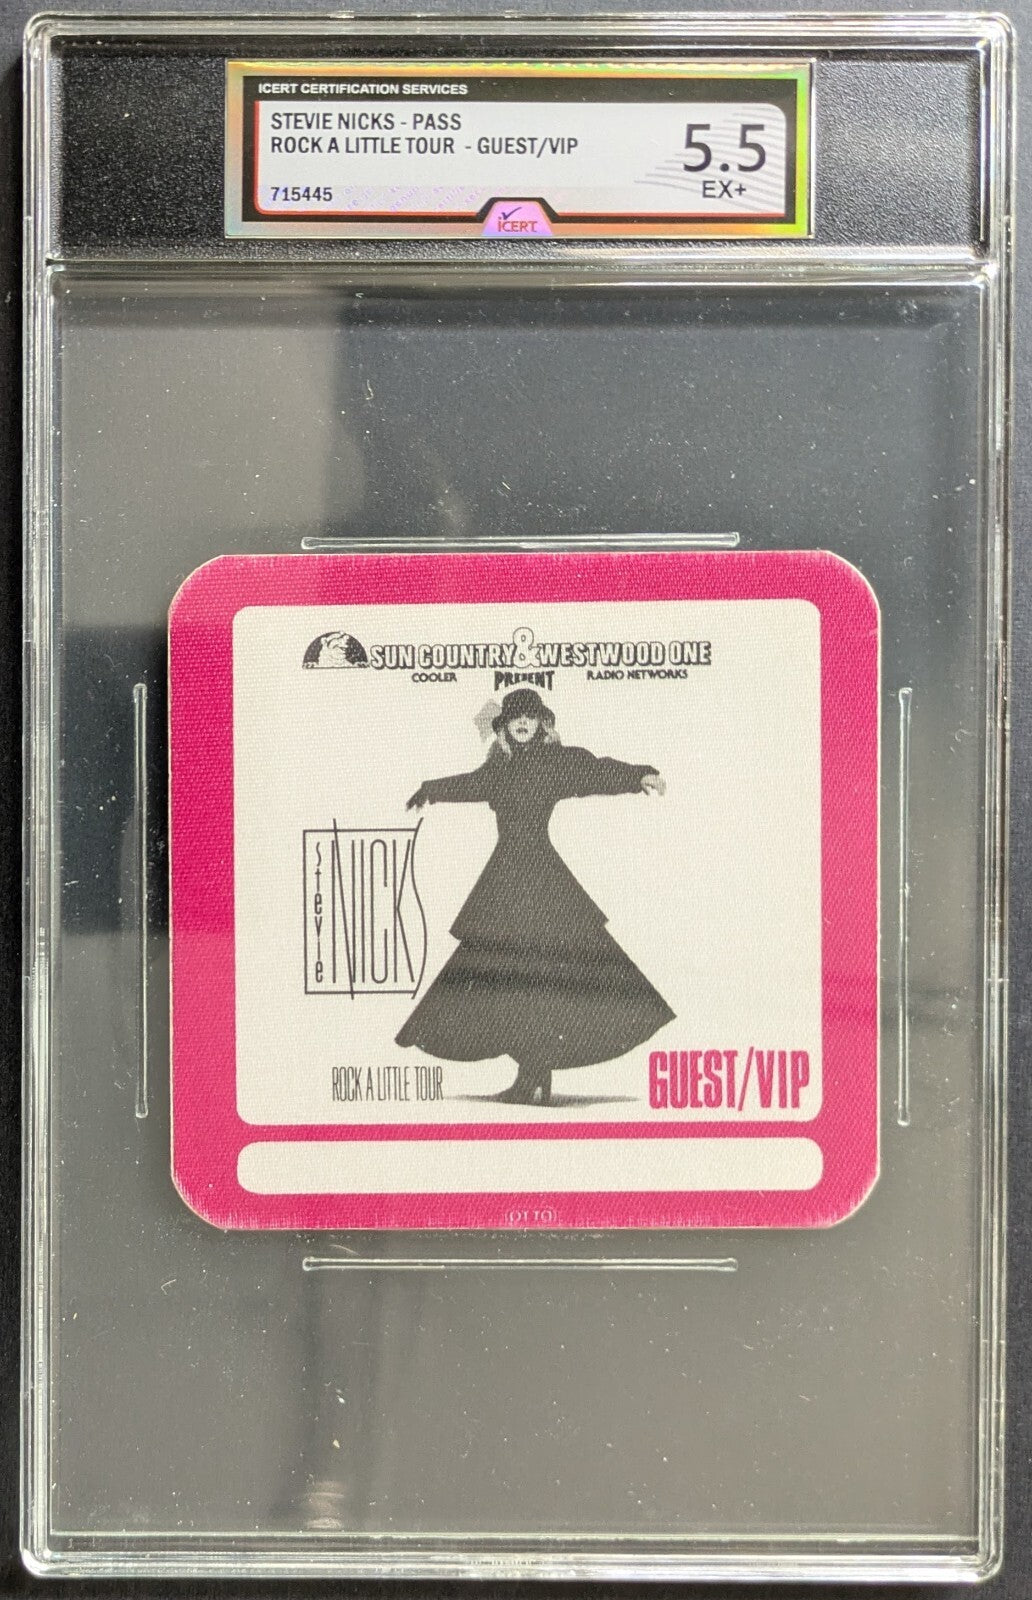 ICERT CERTIFICATION SERVICES
STEVIE NICKS - PASS
ROCK A LITTLE TOUR - GUEST/VIP
5.5
EX+
715445
iCERT
SUN COUNTRY & WESTWOOD ONE
COOLER PRESENT RADIO NETWORKS
stevie NICKS
ROCK A LITTLE TOUR
GUEST/VIP
OTTO